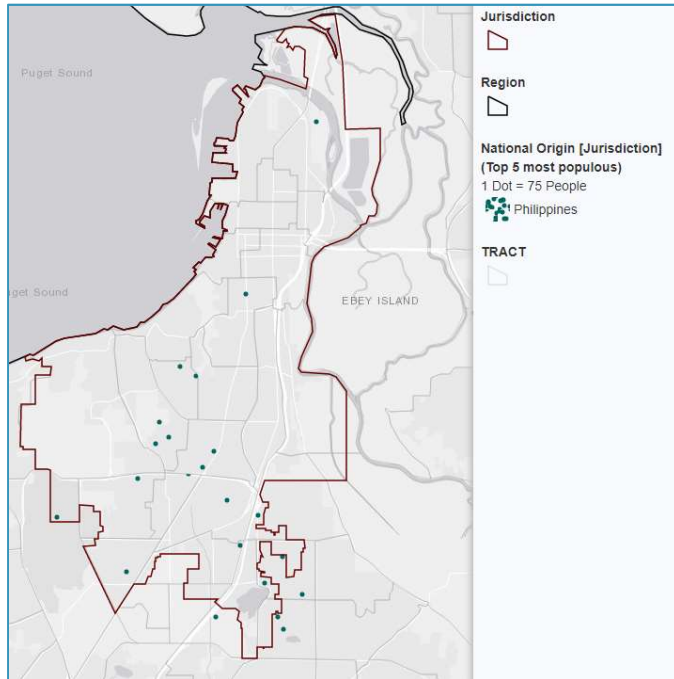 Puget Sound
uget Sound
EBEY ISLAND
Jurisdiction
Region
National Origin [Jurisdiction]
(Top 5 most populous)
1 Dot = 75 People
Philippines
TRACT